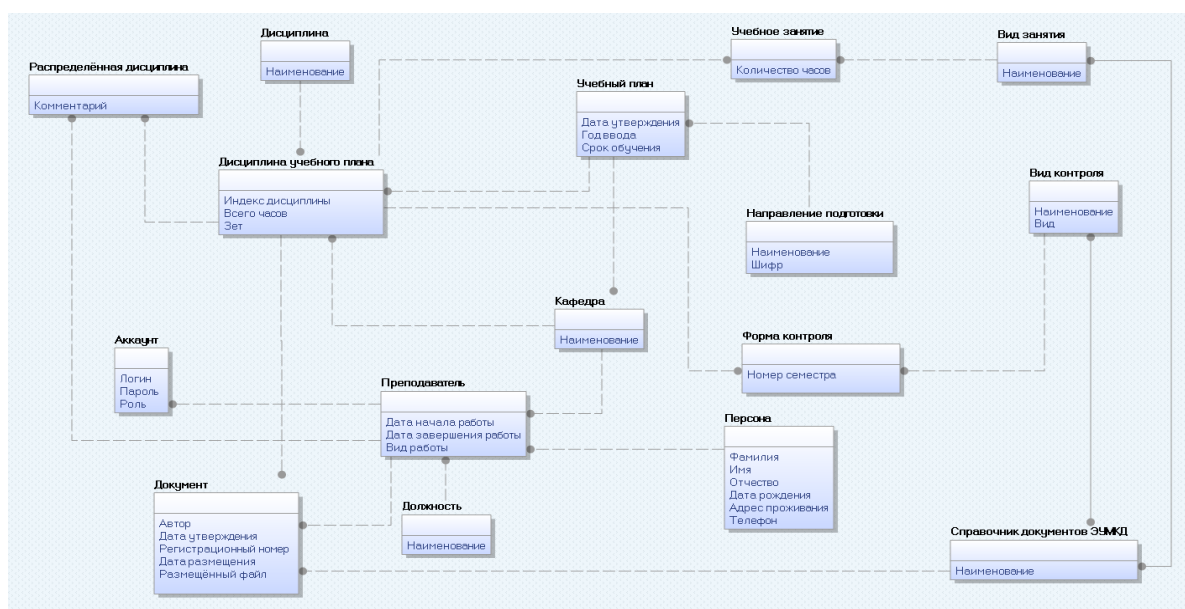 Дисциплина
Наименование
Учебное занятие
Количество часов
Вид занятия
Наименование
Распределённая дисциплина
Комментарий
Учебный план
Дата утверждения
Год ввода
Срок обучения
Дисциплина учебного плана
Индекс дисциплины
Всего часов
Зет
Вид контроля
Наименование
Вид
Направление подготовки
Наименование
Шифр
Кафедра
Наименование
Аккаунт
Логин
Пароль
Роль
Форма контроля
Номер семестра
Преподаватель
Дата начала работы
Дата завершения работы
Вид работы
Персона
Фамилия
Имя
Отчество
Дата рождения
Адрес проживания
Телефон
Документ
Автор
Дата утверждения
Регистрационный номер
Дата размещения
Размещённый файл
Должность
Наименование
Справочник документов ЭУМКД
Наименование